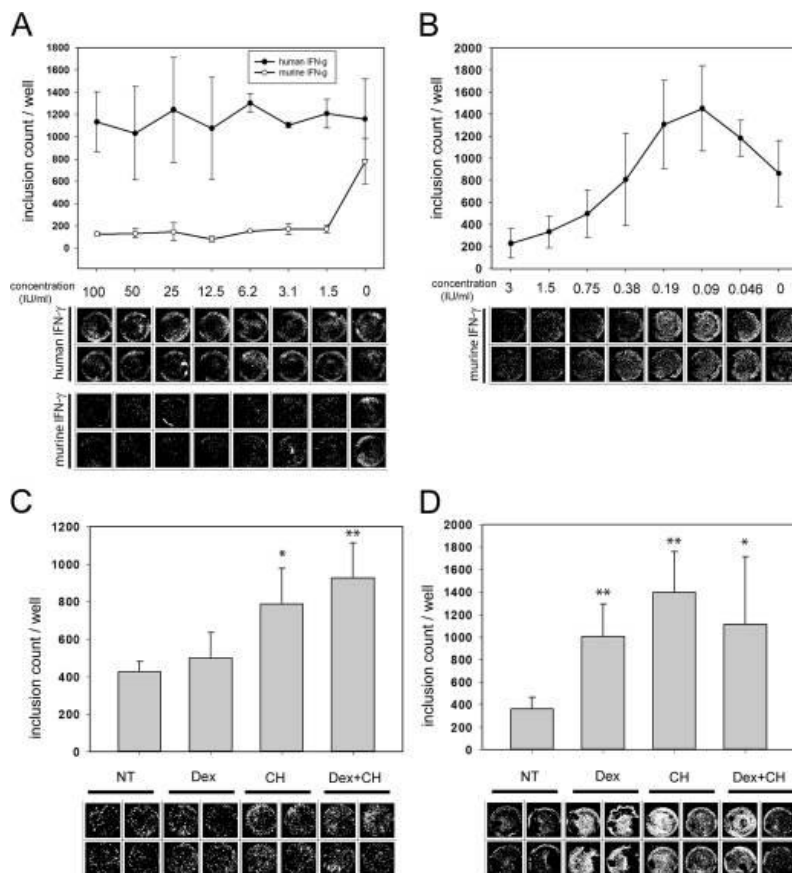 A
1800
1600
1400
1200
1000
800
600
400
200
0
inclusion count / well
human IFN-g
murine IFN-g
concentration
(IU/ml)
100 50 25 12.5 6.2 3.1 1.5 0
human IFN-γ
murine IFN-γ
B
2000
1800
1600
1400
1200
1000
800
600
400
200
0
inclusion count / well
concentration
(IU/ml)
3 1.5 0.75 0.38 0.19 0.09 0.046 0
murine IFN-γ
C
1200
1000
800
600
400
200
0
inclusion count / well
*
**
NT Dex CH Dex+CH
D
2000
1800
1600
1400
1200
1000
800
600
400
200
0
inclusion count / well
**
**
*
NT Dex CH Dex+CH